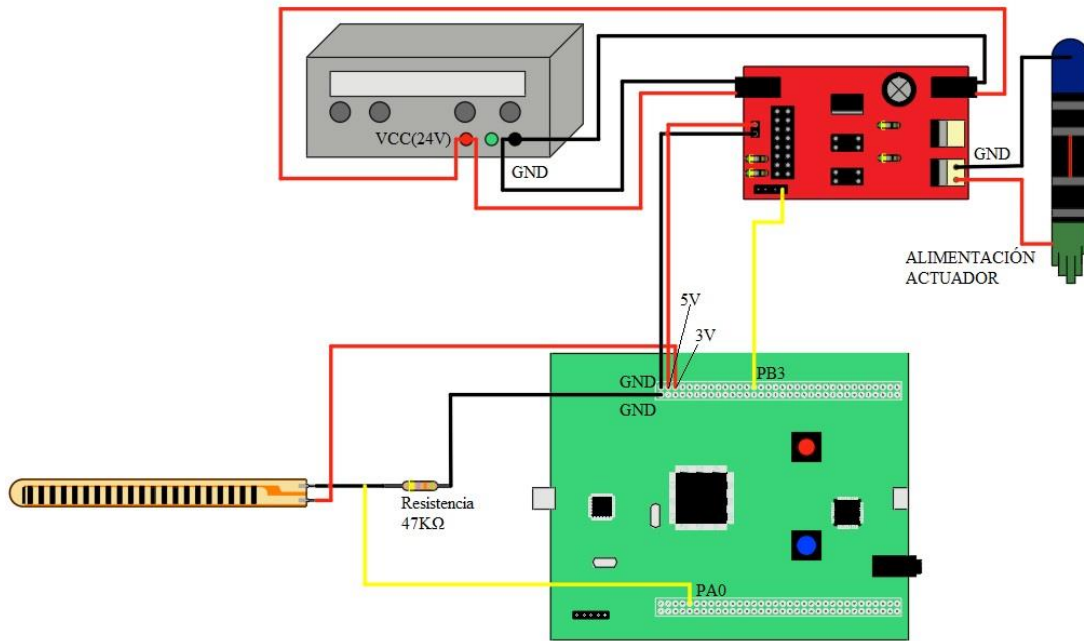 VCC(24V)
GND
GND
ALIMENTACIÓN
ACTUADOR
5V
3V
GND
PB3
GND
Resistencia
47KΩ
PA0